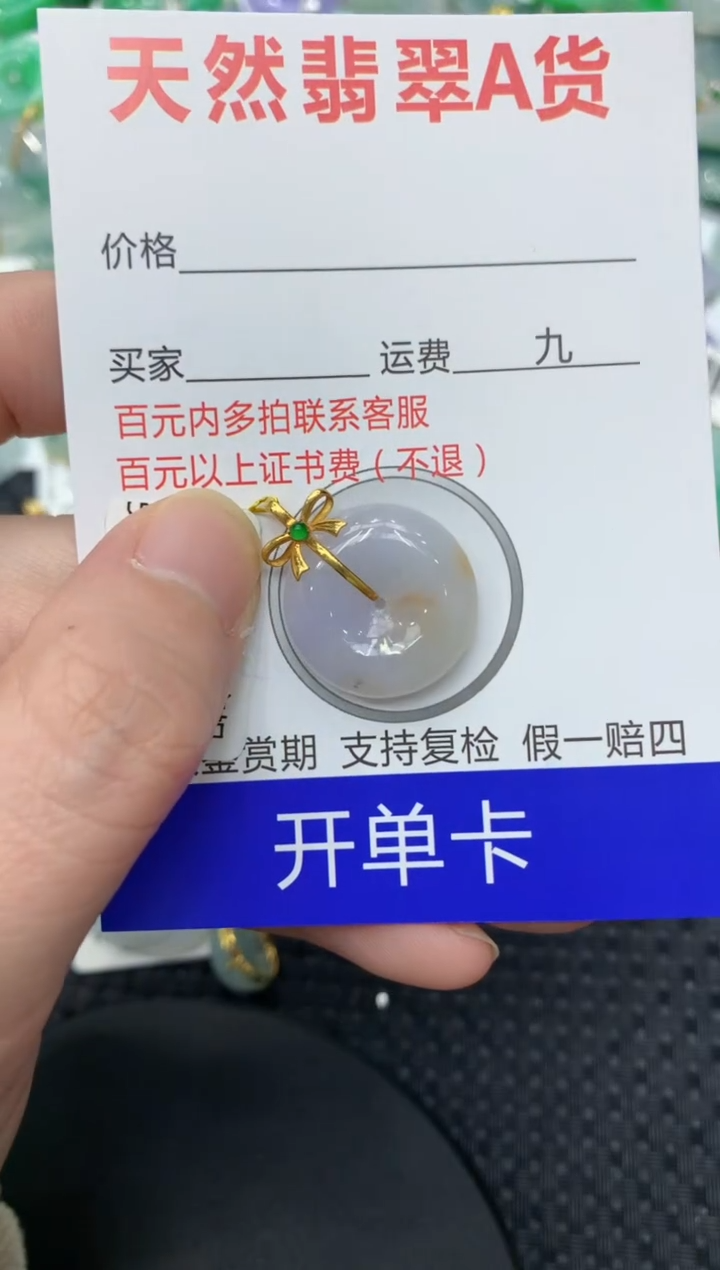 天然翡翠A货
价格
买家 运费 九
百元内多拍联系客服
百元以上证书费（不退）
鉴赏期 支持复检 假一赔四
开单卡